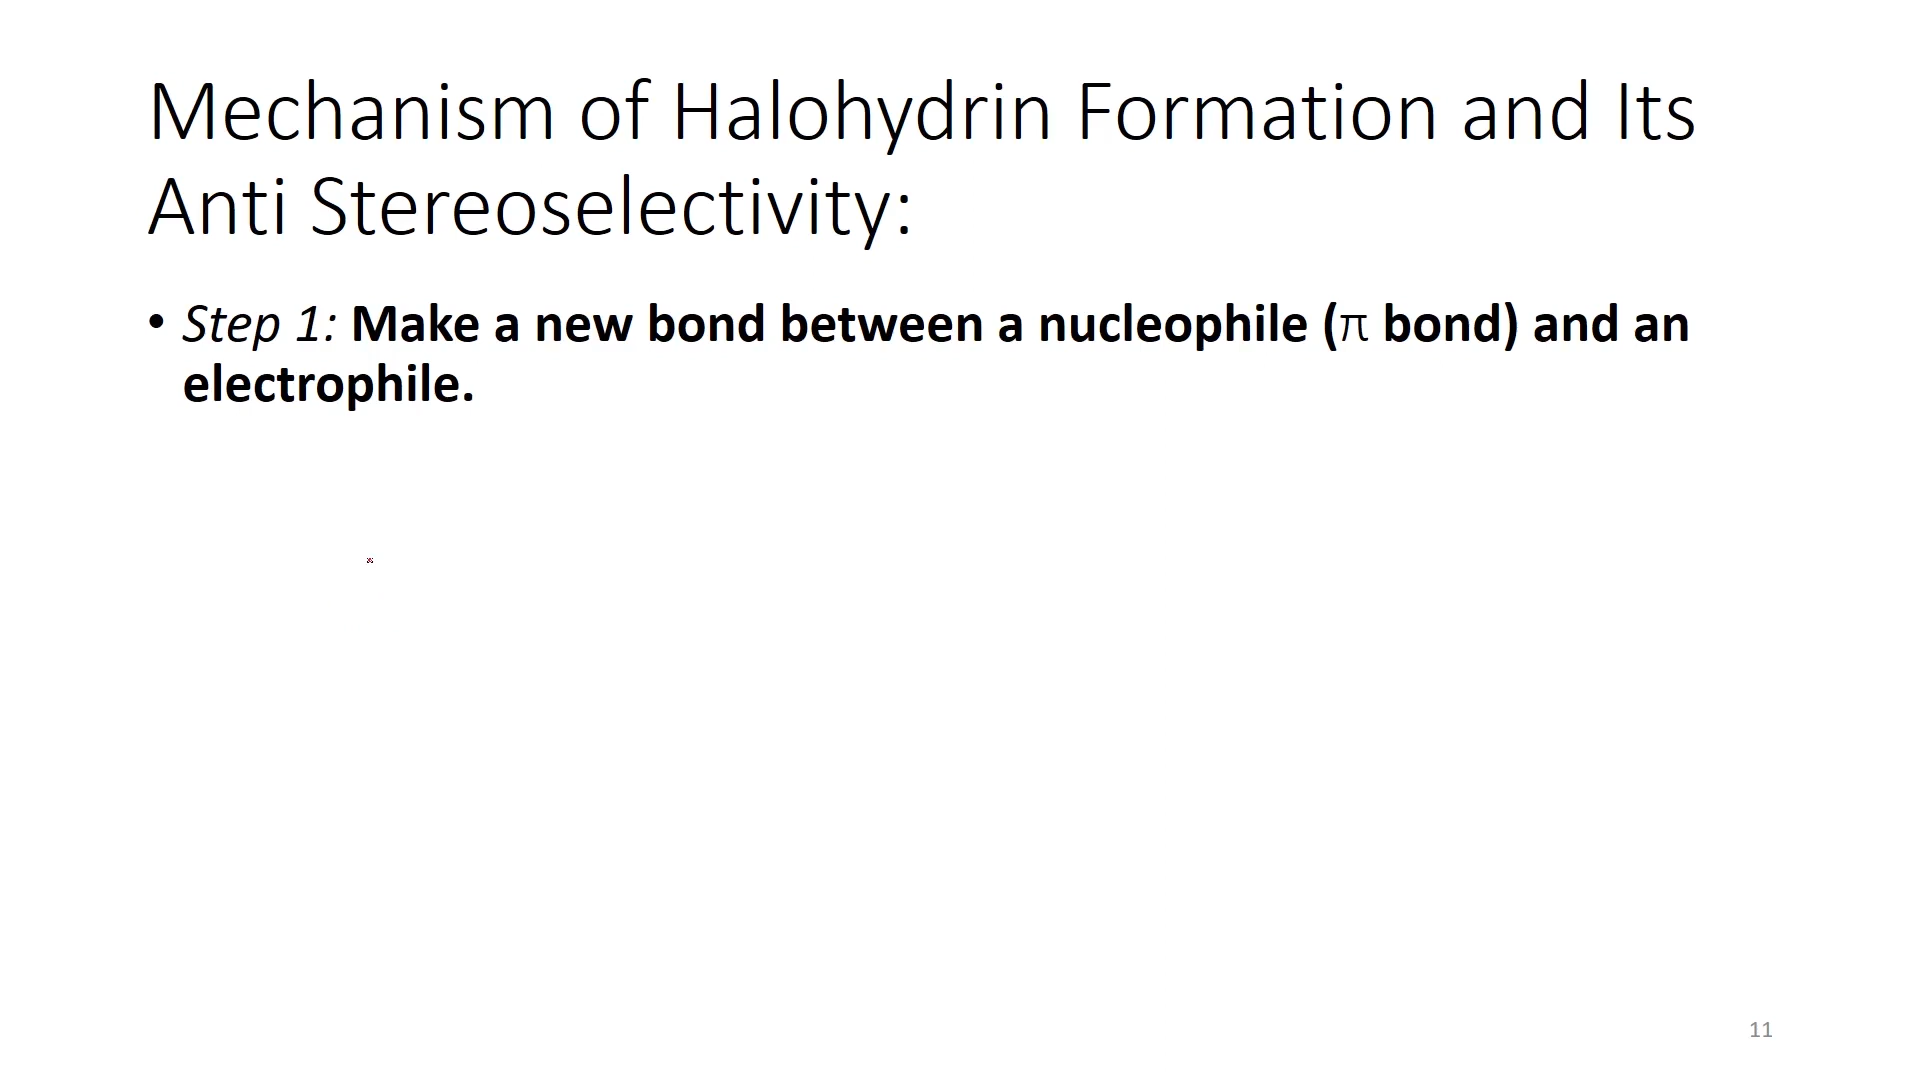 Mechanism of Halohydrin Formation and Its
Anti Stereoselectivity:
• Step 1: Make a new bond between a nucleophile (π bond) and an
electrophile.
11